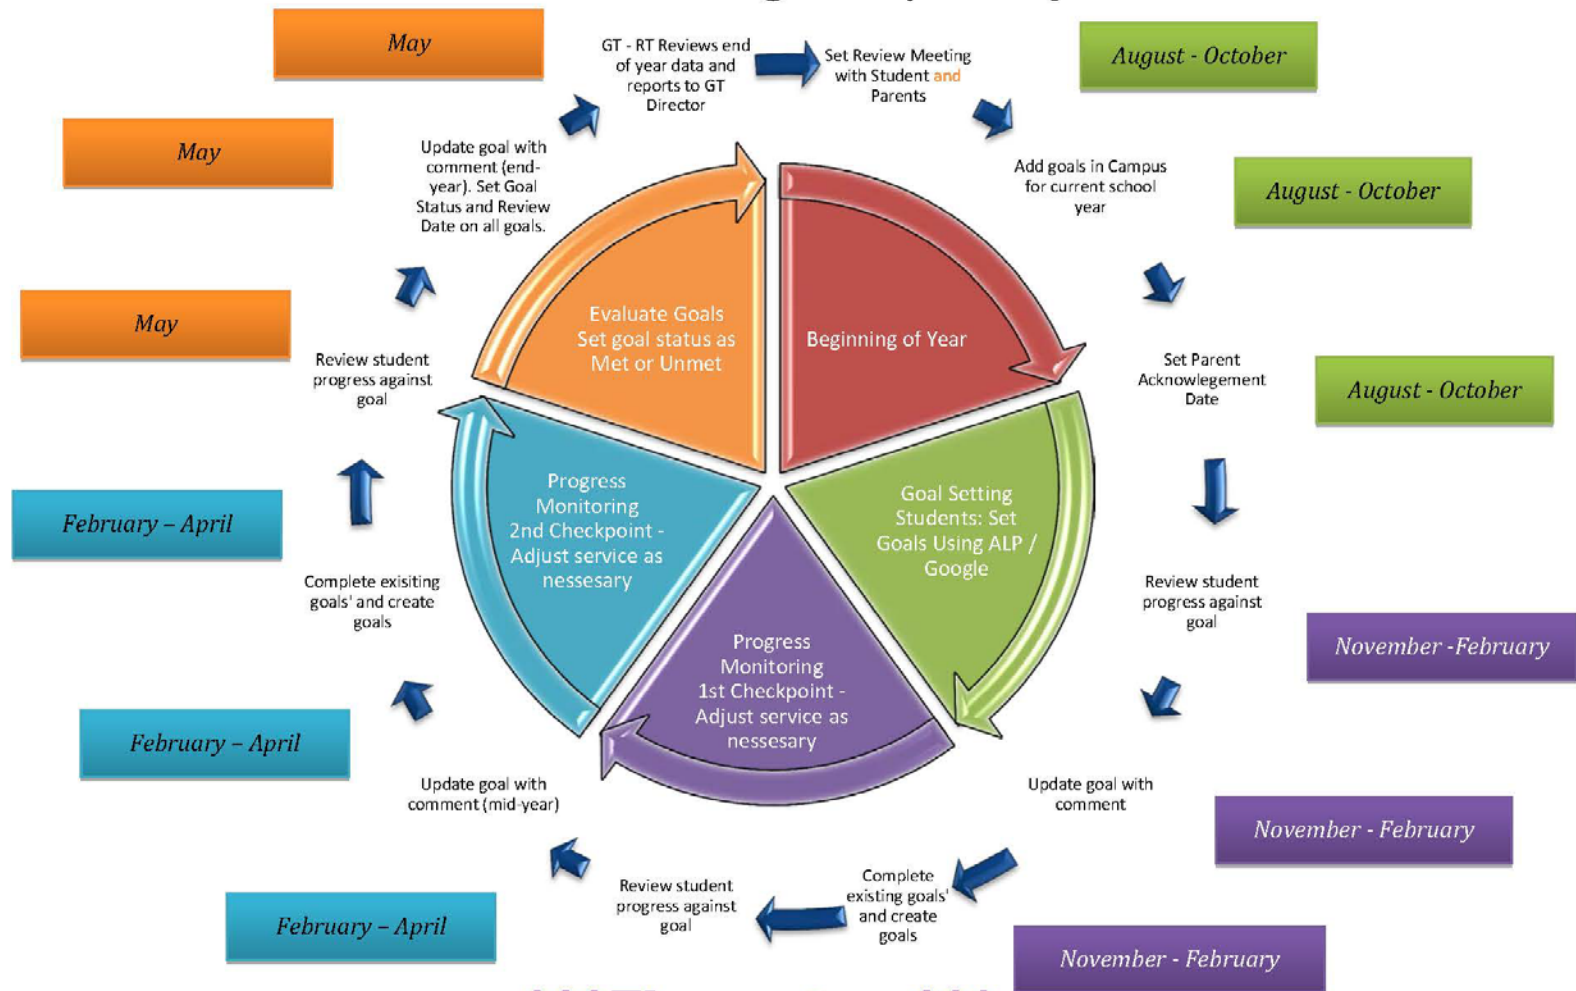 May
GT - RT Reviews end
of year data and
reports to GT
Director
Set Review Meeting
with Student and
Parents
August - October
May
Update goal with
comment (end-
year). Set Goal
Status and Review
Date on all goals.
Add goals in Campus
for current school
year
August - October
May
Review student
progress against
goal
Evaluate Goals
Set goal status as
Met or Unmet
Beginning of Year
Set Parent
Acknowlegement
Date
August - October
February – April
Progress
Monitoring
2nd Checkpoint -
Adjust service as
nessesary
Goal Setting
Students: Set
Goals Using ALP /
Google
Complete exisiting
goals' and create
goals
Review student
progress against
goal
November -February
Progress
Monitoring
1st Checkpoint -
Adjust service as
nessesary
February – April
Update goal with
comment (mid-year)
Update goal with
comment
November - February
Review student
progress against
goal
Complete
existing goals'
and create
goals
February – April
November - February